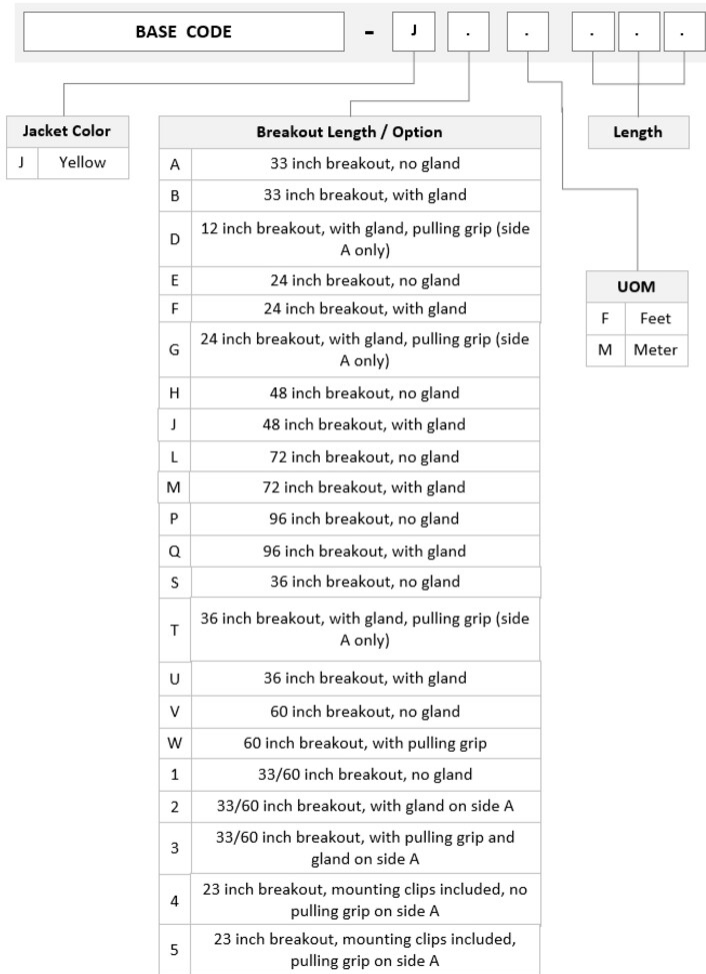 BASE CODE - J . . . . .
Jacket Color
J Yellow
Breakout Length / Option
A 33 inch breakout, no gland
B 33 inch breakout, with gland
D 12 inch breakout, with gland, pulling grip (side
A only)
E 24 inch breakout, no gland
F 24 inch breakout, with gland
G 24 inch breakout, with gland, pulling grip (side
A only)
H 48 inch breakout, no gland
J 48 inch breakout, with gland
L 72 inch breakout, no gland
M 72 inch breakout, with gland
P 96 inch breakout, no gland
Q 96 inch breakout, with gland
S 36 inch breakout, no gland
T 36 inch breakout, with gland, pulling grip (side
A only)
U 36 inch breakout, with gland
V 60 inch breakout, no gland
W 60 inch breakout, with pulling grip
1 33/60 inch breakout, no gland
2 33/60 inch breakout, with gland on side A
3 33/60 inch breakout, with pulling grip and
gland on side A
4 23 inch breakout, mounting clips included, no
pulling grip on side A
5 23 inch breakout, mounting clips included,
pulling grip on side A
Length
UOM
F Feet
M Meter